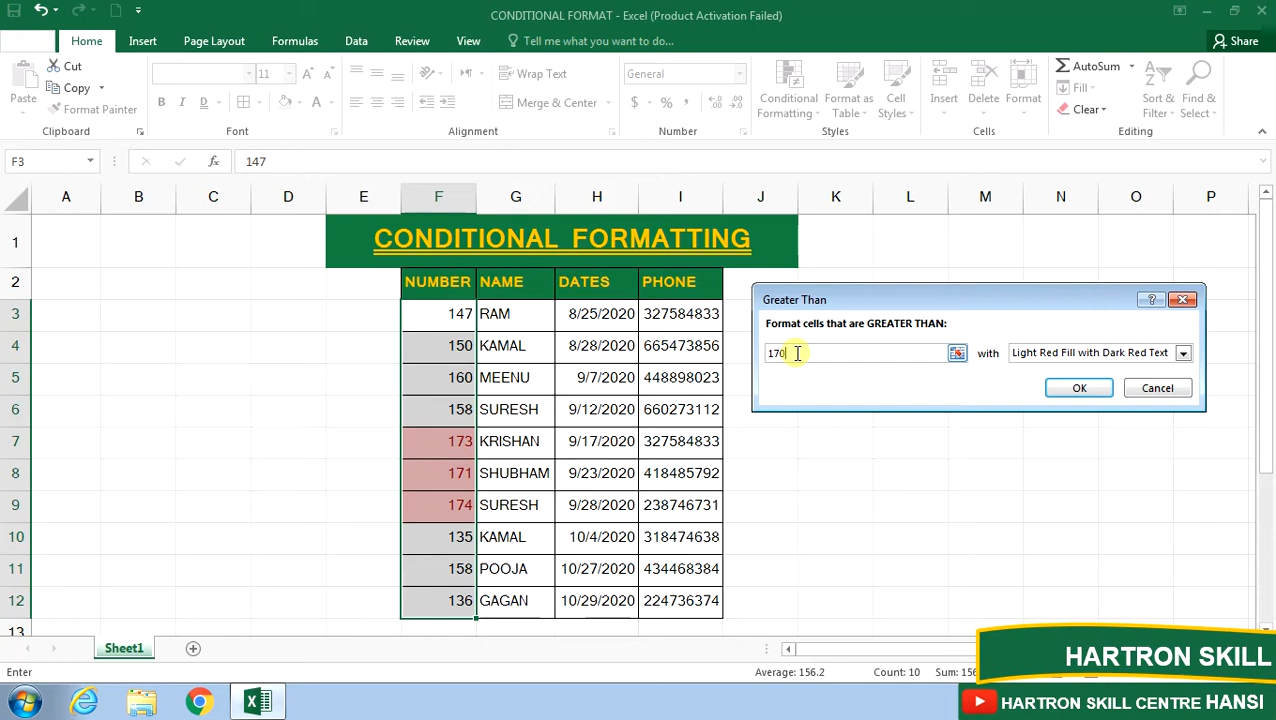 CONDITIONAL FORMAT - Excel (Product Activation Failed)
Home Insert Page Layout Formulas Data Review View Tell me what you want to do... Share
Cut
Copy
Format Painter
Paste
Clipboard
11
Font
Wrap Text
Merge & Center
Alignment
General
Number
Conditional Formatting
Format as Table
Cell Styles
Styles
Insert
Delete
Format
Cells
AutoSum
Fill
Clear
Sort & Filter
Find & Select
Editing
F3 fx 147
A B C D E F G H I J K L M N O P
1 CONDITIONAL FORMATTING
2 NUMBER NAME DATES PHONE
3 147 RAM 8/25/2020 327584833
4 150 KAMAL 8/28/2020 665473856
5 160 MEENU 9/7/2020 448898023
6 158 SURESH 9/12/2020 660273112
7 173 KRISHAN 9/17/2020 327584833
8 171 SHUBHAM 9/23/2020 418485792
9 174 SURESH 9/28/2020 238746731
10 135 KAMAL 10/4/2020 318474638
11 158 POOJA 10/27/2020 434468384
12 136 GAGAN 10/29/2020 224736374
13
Greater Than
Format cells that are GREATER THAN:
170 with Light Red Fill with Dark Red Text
OK Cancel
Sheet1
Enter Average: 156.2 Count: 10 Sum: 156
HARTRON SKILL
HARTRON SKILL CENTRE HANSI